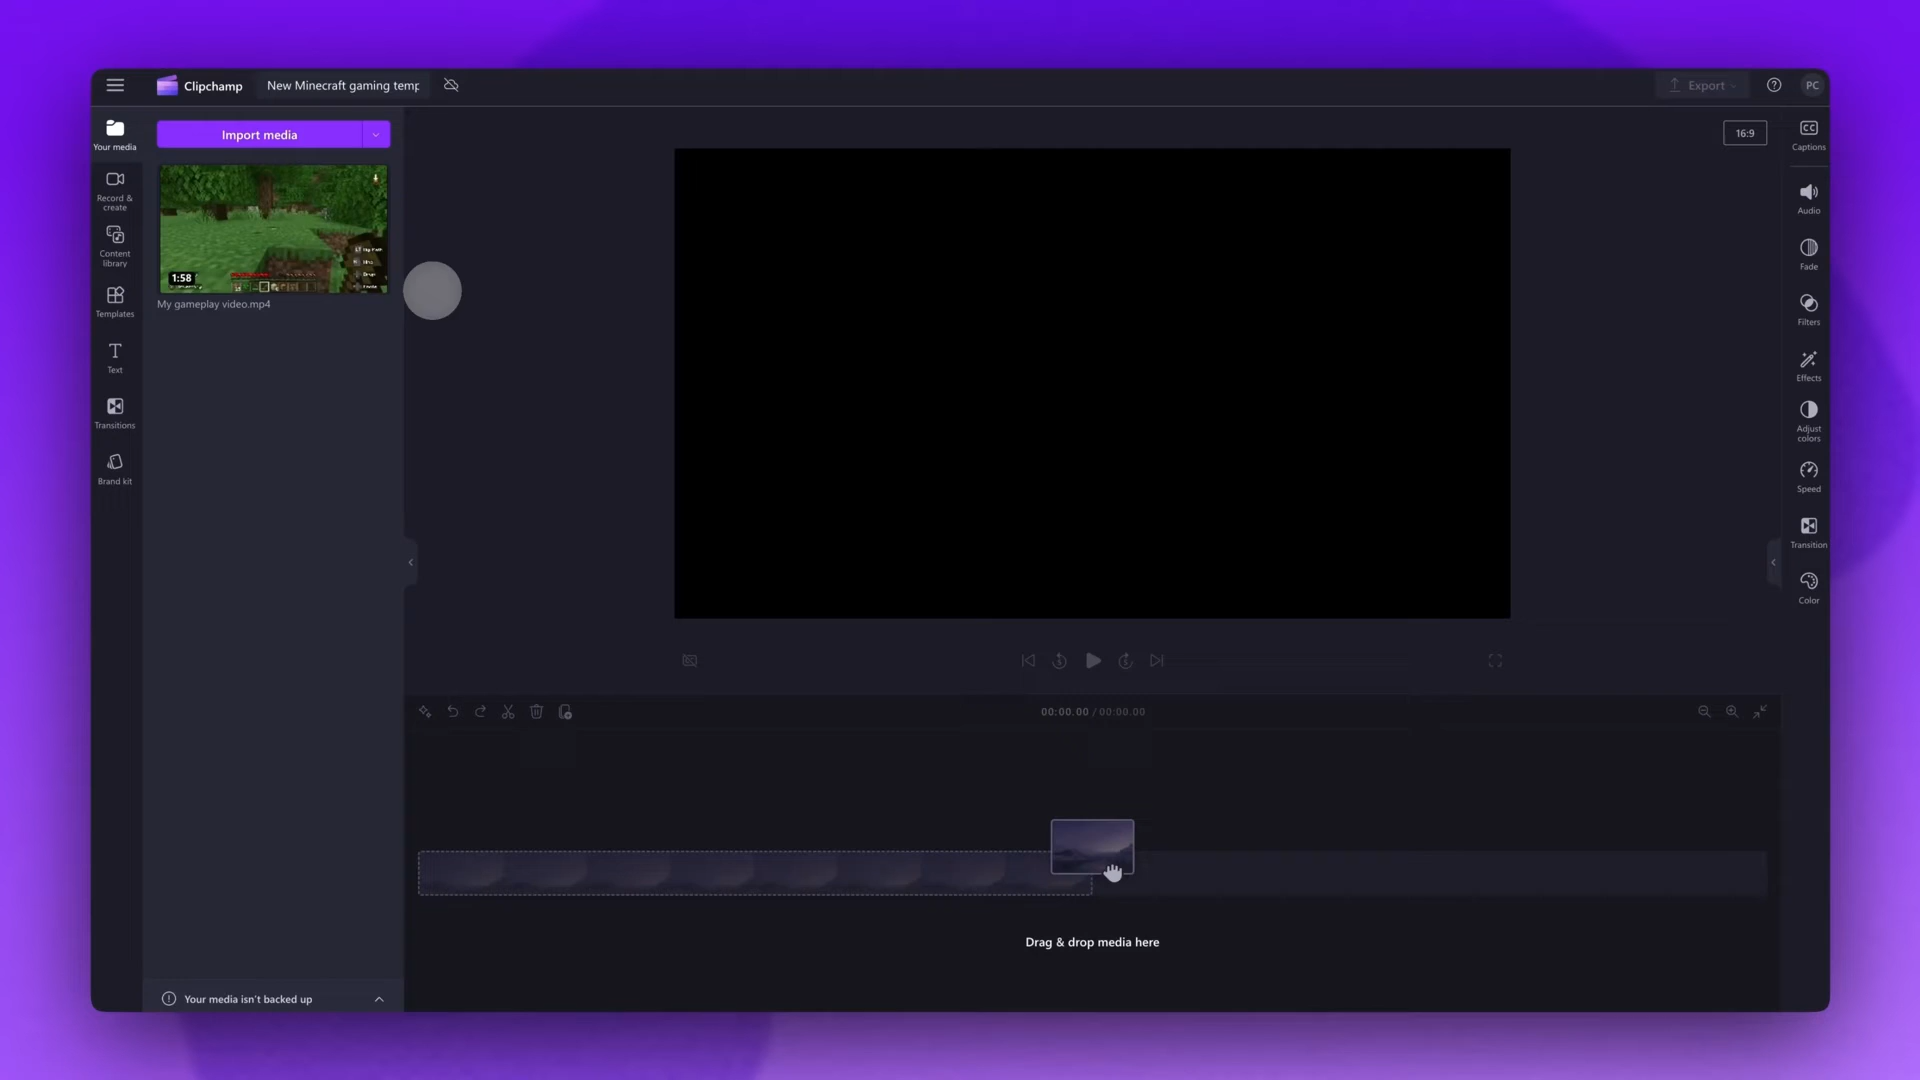 Clipchamp
New Minecraft gaming temp
Export
PC
Your media
Import media
16:9
Captions
Record &
create
Audio
Content
library
Fade
1:58
My gameplay video.mp4
Templates
Filters
Text
Effects
Transitions
Adjust
colors
Brand kit
Speed
Transition
Color
5
5
00:00.00 / 00:00.00
Drag & drop media here
Your media isn't backed up